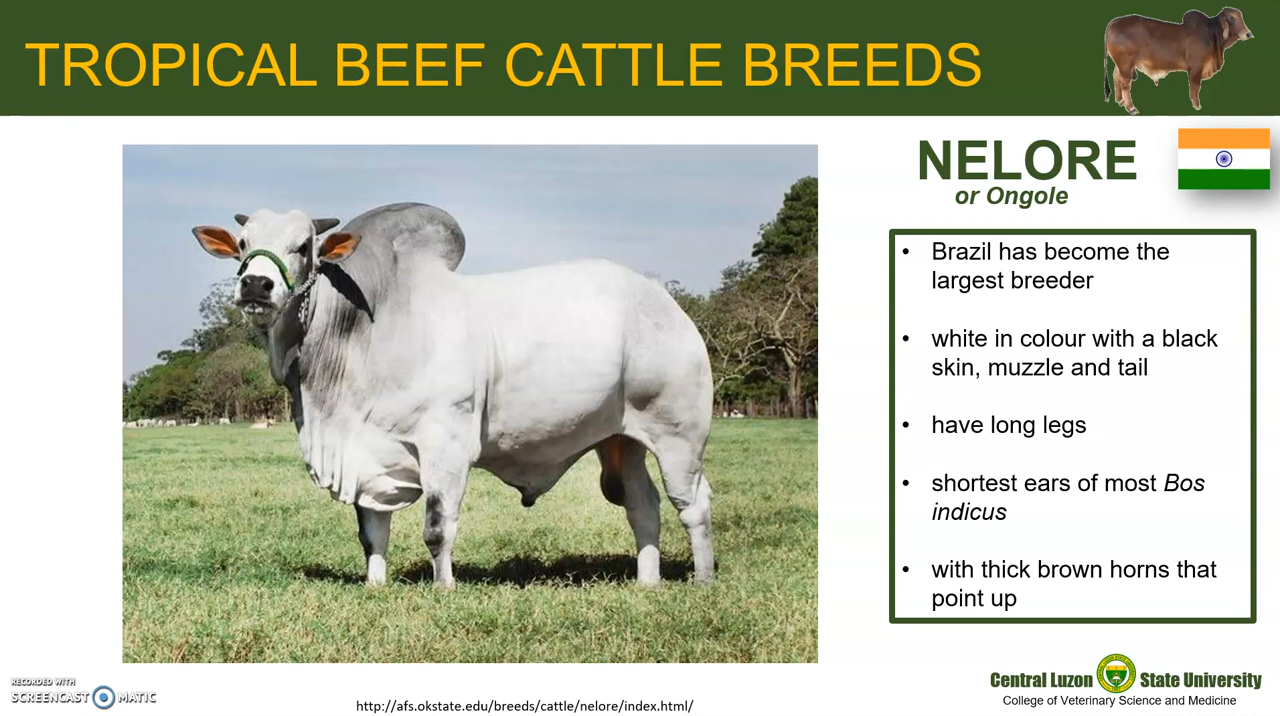 TROPICAL BEEF CATTLE BREEDS
NELORE
or Ongole
• Brazil has become the
largest breeder
• white in colour with a black
skin, muzzle and tail
• have long legs
• shortest ears of most Bos
indicus
• with thick brown horns that
point up
RECORDED WITH
SCREENCAST MATIC
http://afs.okstate.edu/breeds/cattle/nelore/index.html/
Central Luzon State University
College of Veterinary Science and Medicine